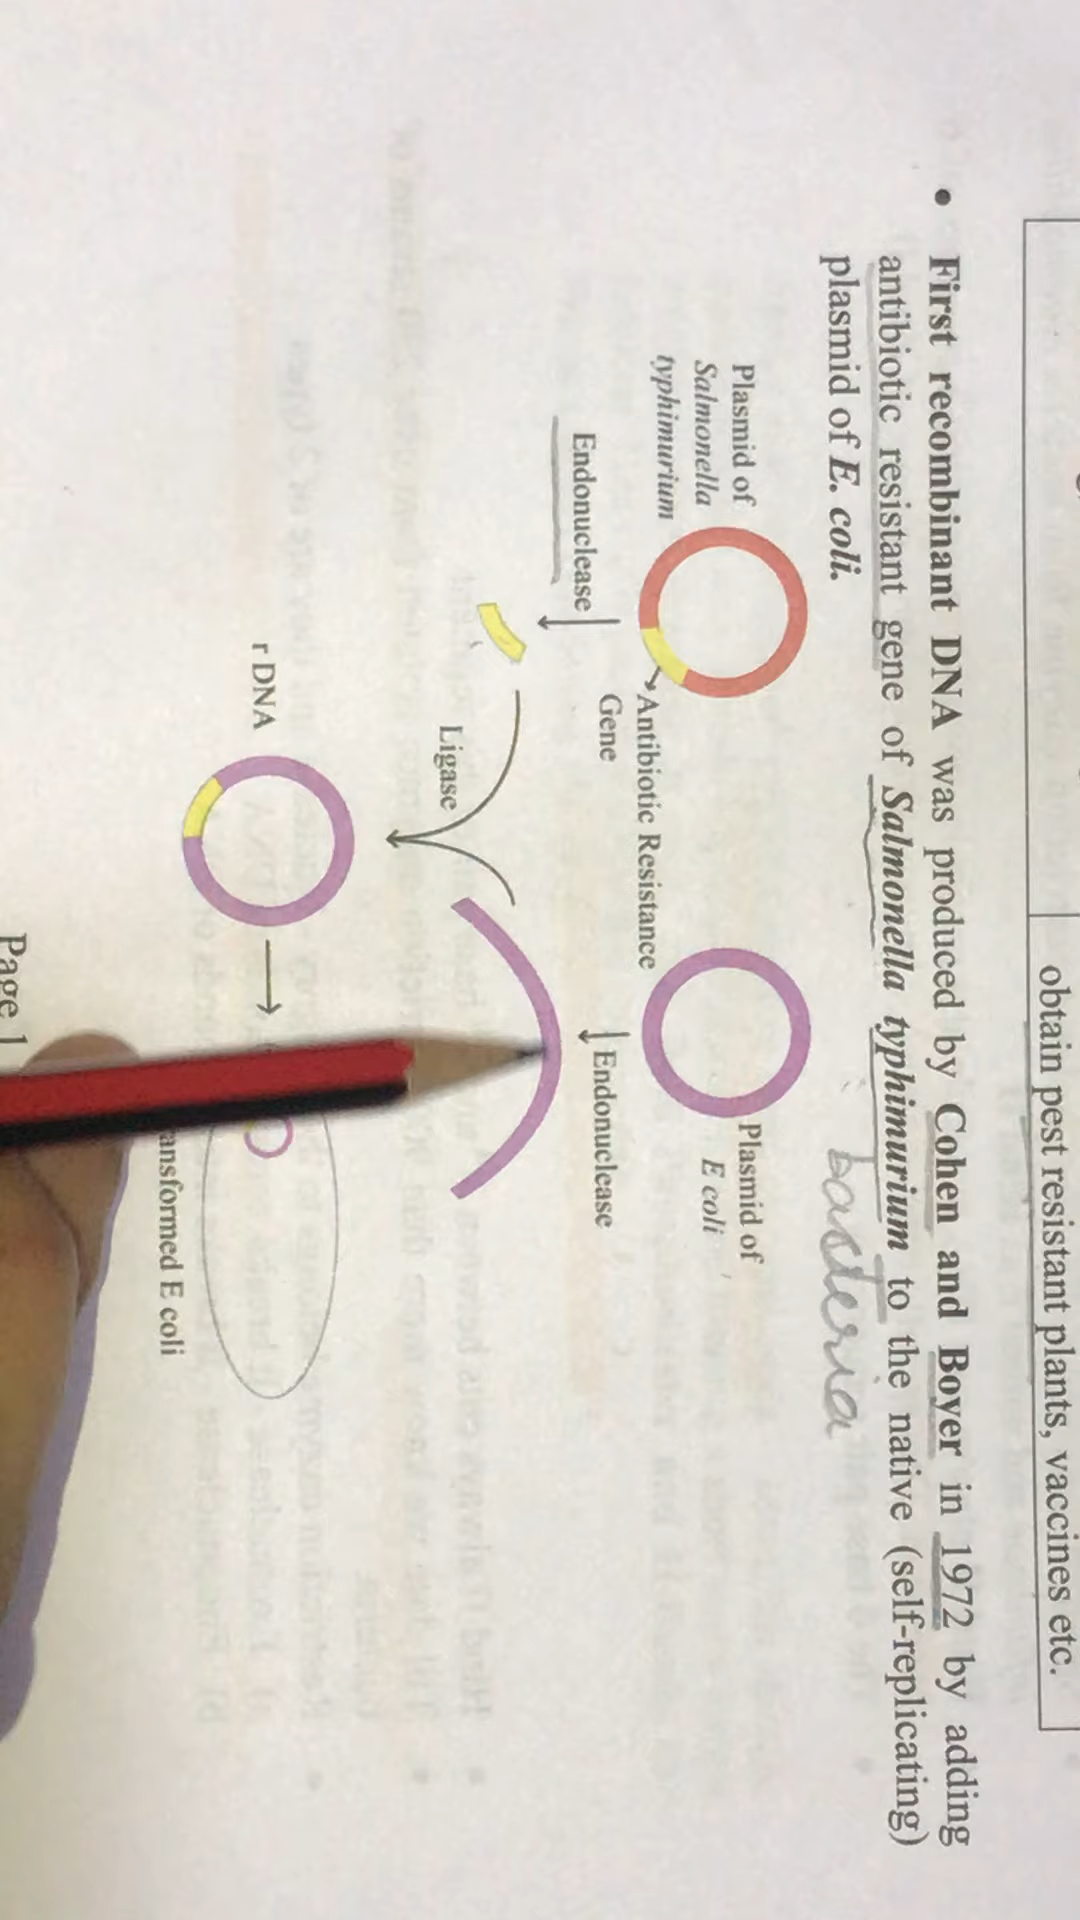 obtain pest resistant plants, vaccines etc.
• First recombinant DNA was produced by Cohen and Boyer in 1972 by adding
antibiotic resistant gene of Salmonella typhimurium to the native (self-replicating)
plasmid of E. coli.
bacteria
Plasmid of
Salmonella
typhimurium
Plasmid of
E coli
Antibiotic Resistance
Gene
Endonuclease
Endonuclease
Ligase
r DNA
ansformed E coli
Page 1